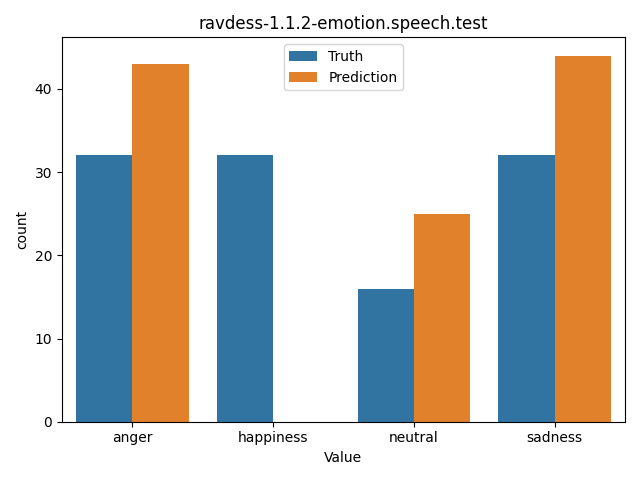 ravdess-1.1.2-emotion.speech.test
Truth
Prediction
count
40
30
20
10
0
anger happiness neutral sadness
Value